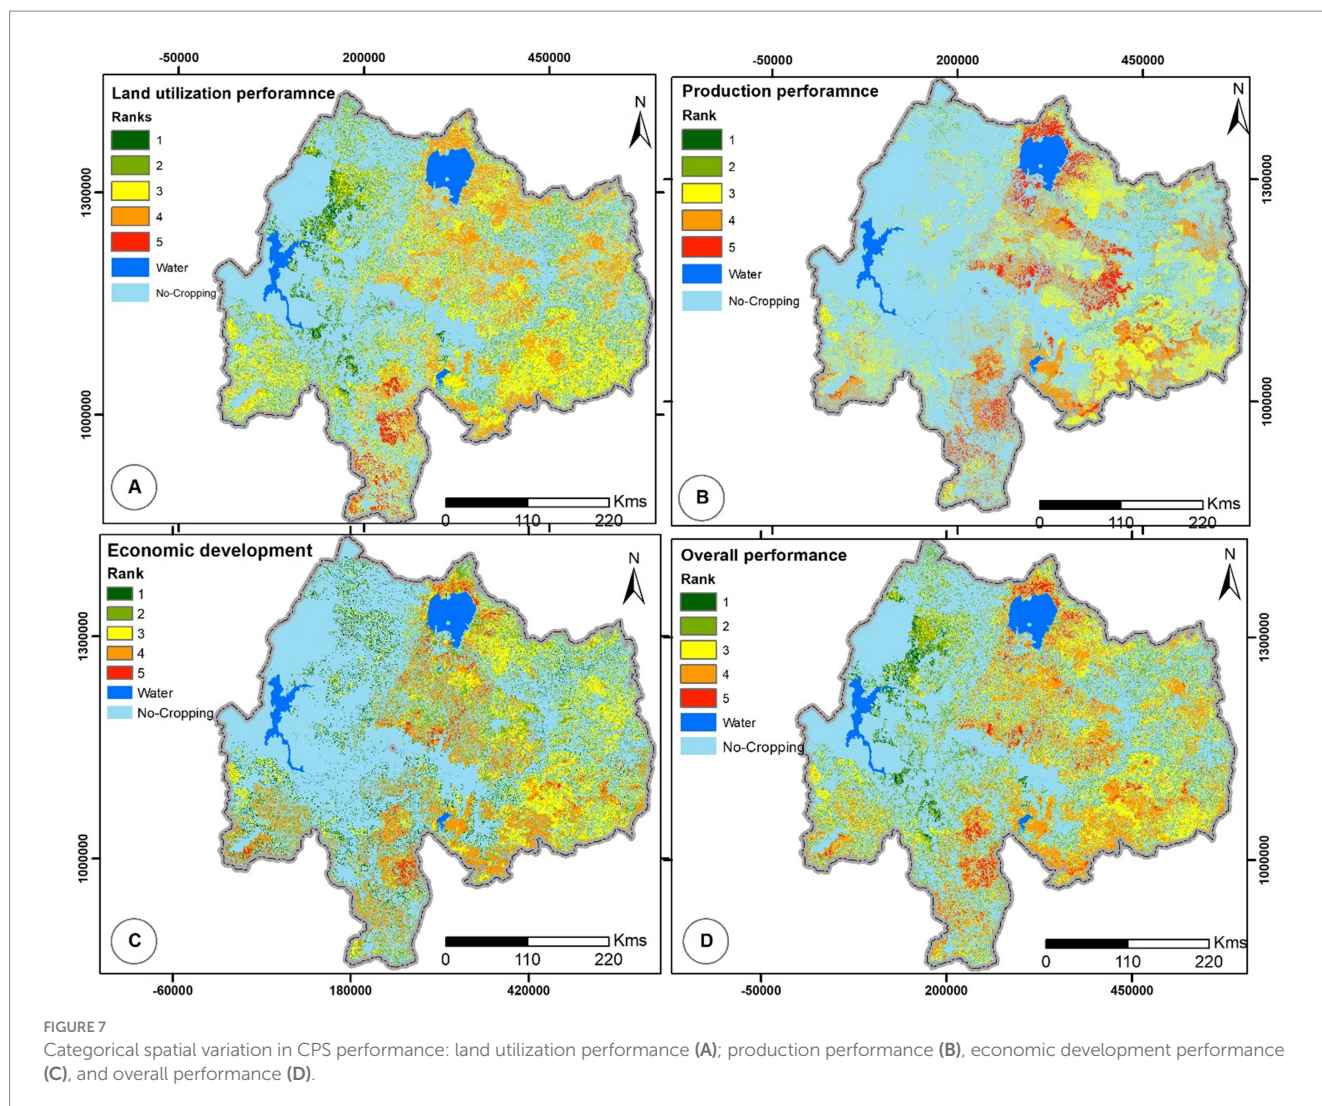 -50000 200000 450000
Land utilization perforamnce
Ranks
1
2
3
4
5
Water
No-Cropping
N
1300000
1000000
A
Kms
0 110 220
-50000 200000 450000
Production perforamnce
Rank
1
2
3
4
5
Water
No-Cropping
N
1300000
1000000
B
Kms
0 110 220
Economic development
Rank
1
2
3
4
5
Water
No-Cropping
N
1300000
1000000
C
Kms
0 110 220
-60000 180000 420000
Overall performance
Rank
1
2
3
4
5
Water
No-Cropping
N
1300000
1000000
D
Kms
0 110 220
-50000 200000 450000
FIGURE 7
Categorical spatial variation in CPS performance: land utilization performance (A); production performance (B), economic development performance
(C), and overall performance (D).